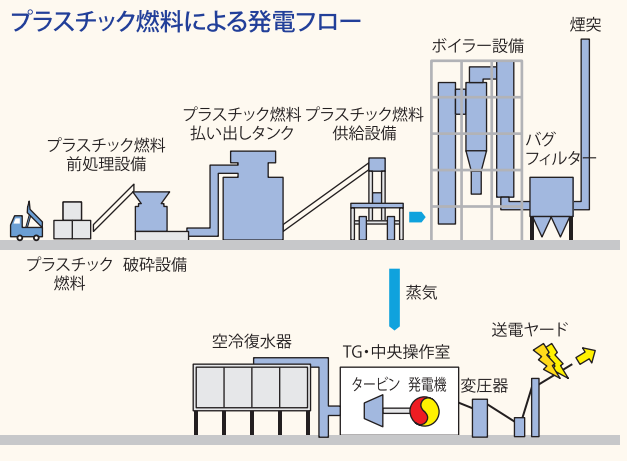 プラスチック燃料による発電フロー
煙突
ボイラー設備
プラスチック燃料
払い出しタンク
プラスチック燃料
供給設備
バグ
フィルター
プラスチック燃料
前処理設備
プラスチック
燃料
破砕設備
蒸気
空冷復水器
TG・中央操作室
送電ヤード
タービン
発電機
変圧器